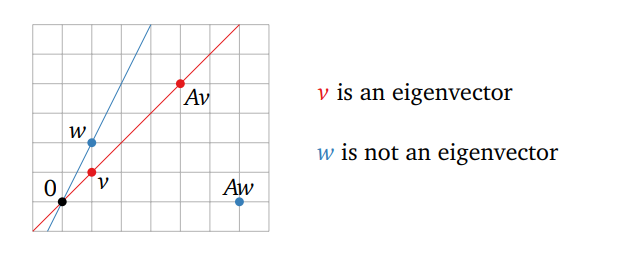 Av
v is an eigenvector
w
w is not an eigenvector
0
v
Aw